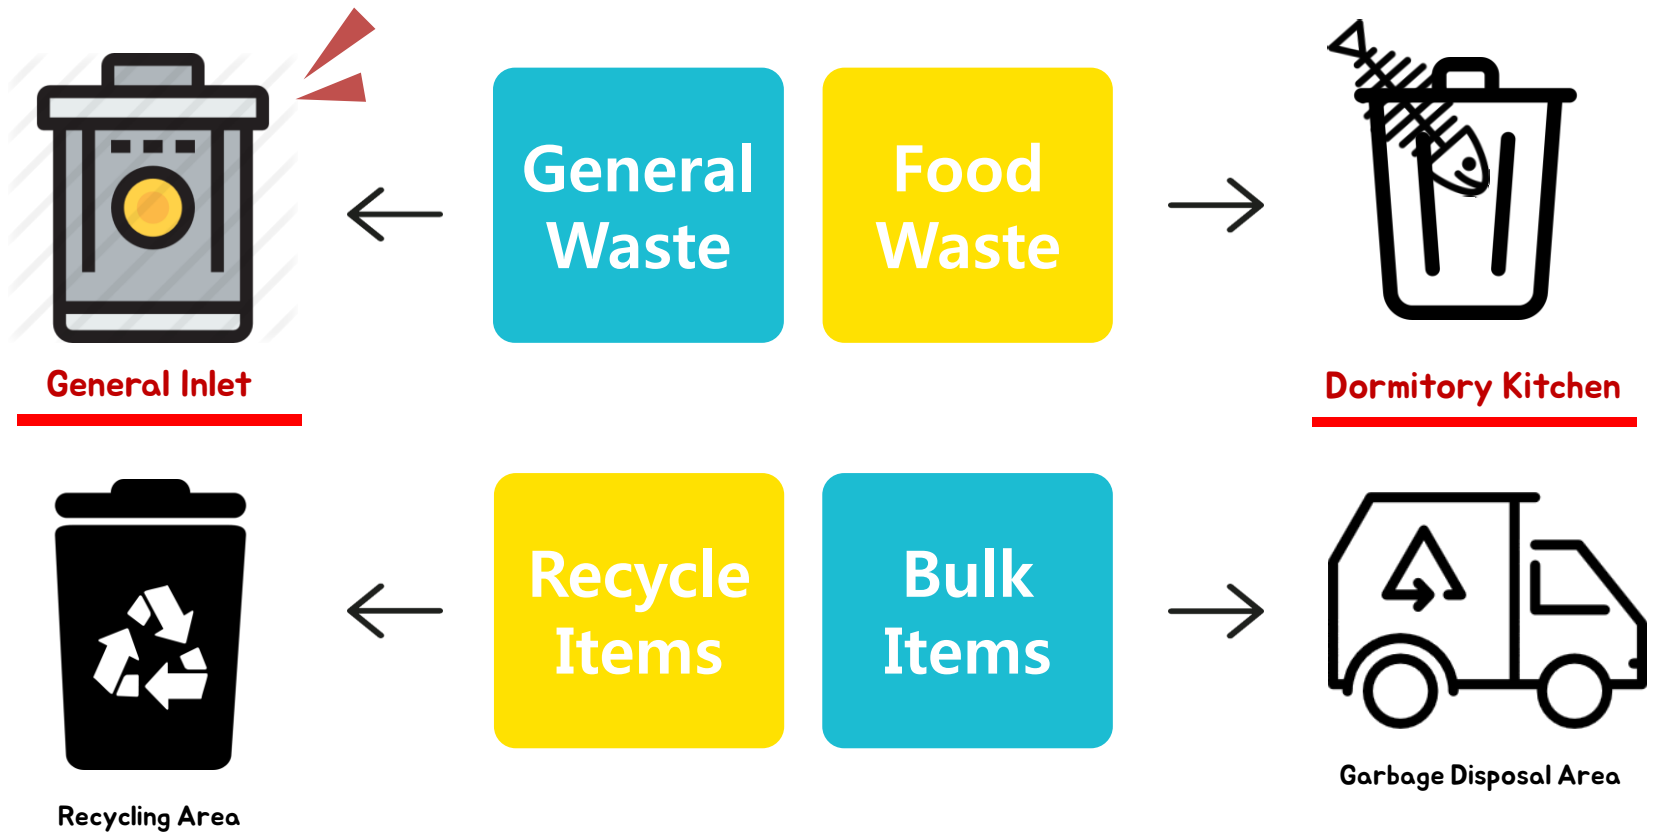 General
Waste
Food
Waste
General Inlet
Dormitory Kitchen
Recycle
Items
Bulk
Items
Recycling Area
Garbage Disposal Area